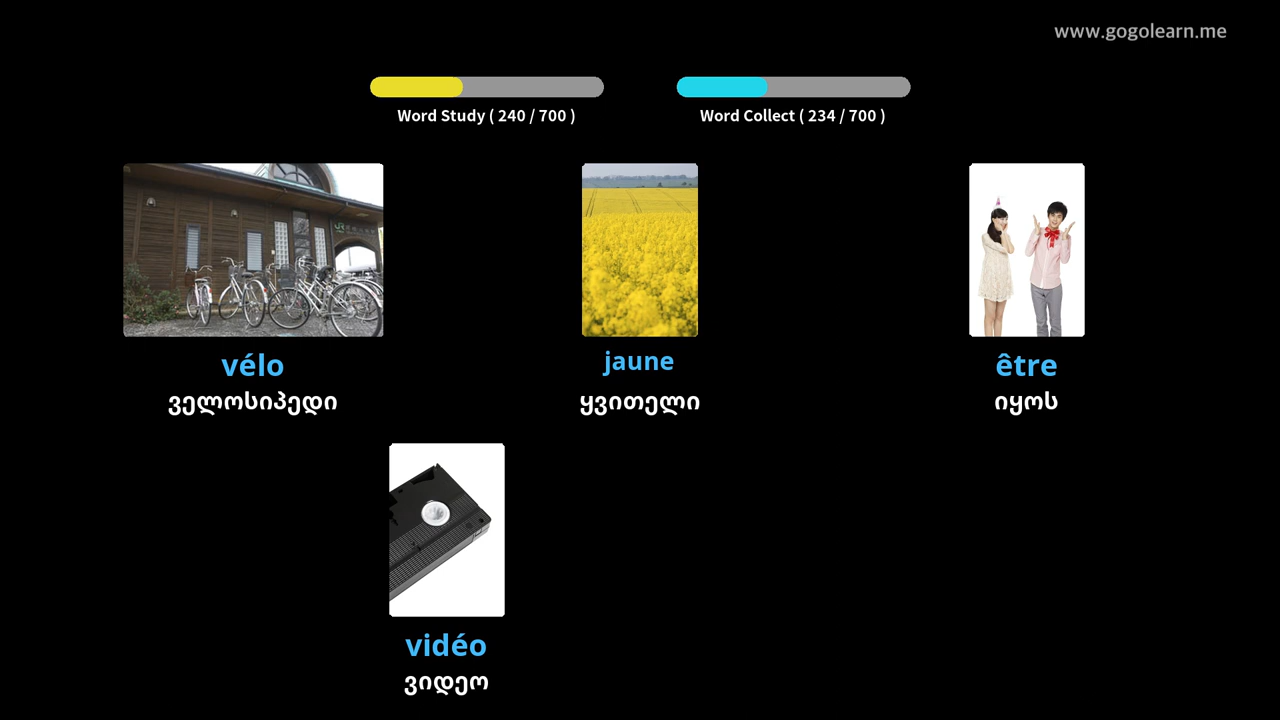 www.gogolearn.me
Word Study ( 240 / 700 )
Word Collect ( 234 / 700 )
JR
vélo
ველოსიპედი
jaune
ყვითელი
être
იყოს
vidéo
ვიდეო